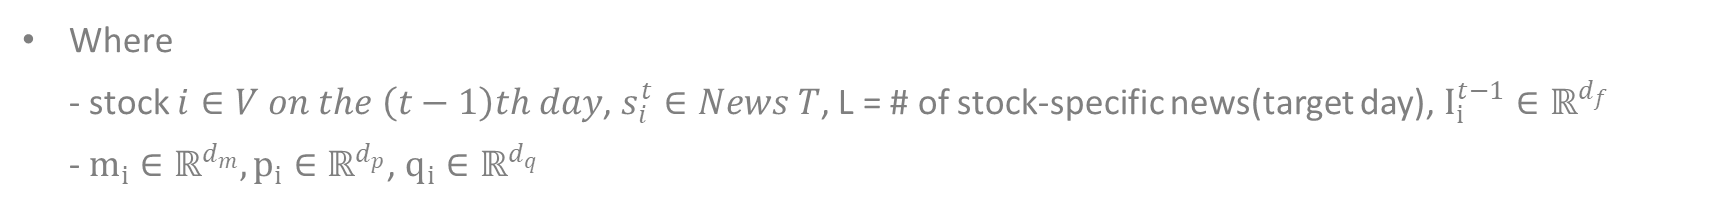 • Where
- stock i ∈ V on the (t − 1)th day, s_i^t ∈ News T, L = # of stock-specific news(target day), I_i^{t−1} ∈ ℝ^{d_f}
- m_i ∈ ℝ^{d_m}, p_i ∈ ℝ^{d_p}, q_i ∈ ℝ^{d_q}